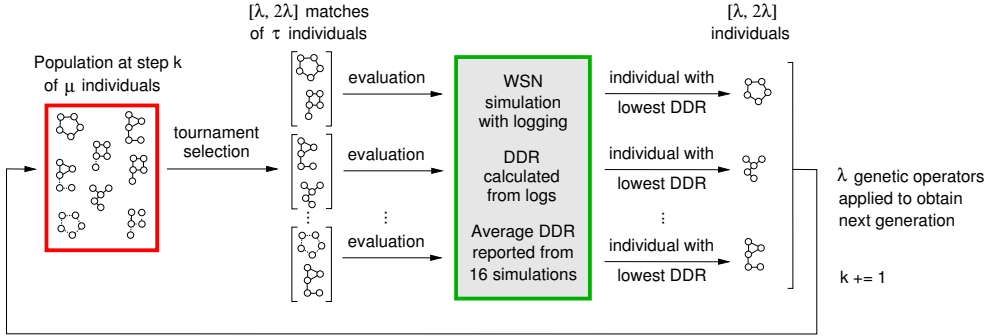 [λ, 2λ] matches
of τ individuals
[λ, 2λ]
individuals
Population at step k
of μ individuals
tournament
selection
evaluation
evaluation
...
...
evaluation
WSN
simulation
with logging
DDR
calculated
from logs
Average DDR
reported from
16 simulations
individual with
lowest DDR
individual with
lowest DDR
...
individual with
lowest DDR
λ genetic operators
applied to obtain
next generation
k += 1